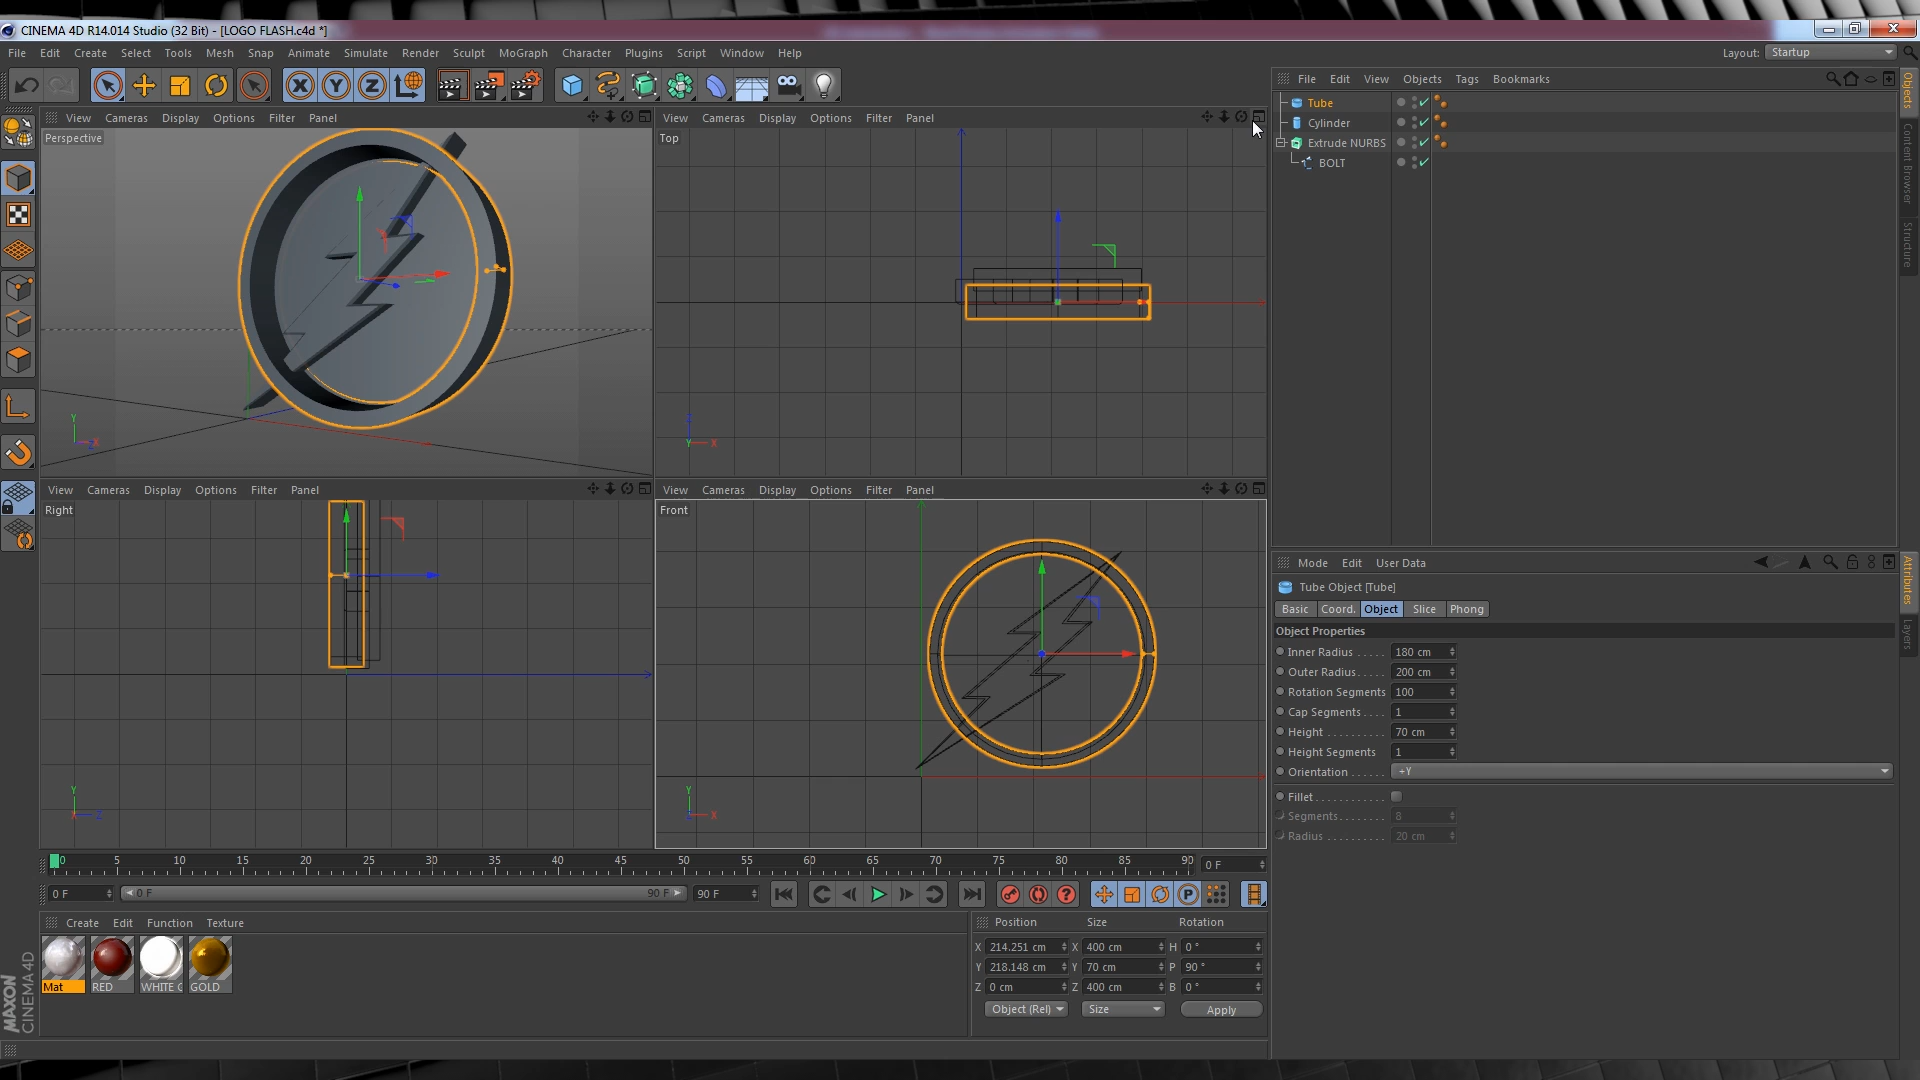 CINEMA 4D R14.014 Studio (32 Bit) - [LOGO FLASH.c4d *]
File Edit Create Select Tools Mesh Snap Animate Simulate Render Sculpt MoGraph Character Plugins Script Window Help
Layout: Startup
X Y Z
File Edit View Objects Tags Bookmarks
Tube
Cylinder
Extrude NURBS
BOLT
Objects
Content Browser
Structure
View Cameras Display Options Filter Panel
Perspective
Y
X
View Cameras Display Options Filter Panel
Top
Y X
View Cameras Display Options Filter Panel
Right
Y
Z
View Cameras Display Options Filter Panel
Front
Y
X
Mode Edit User Data
Tube Object [Tube]
Basic Coord. Object Slice Phong
Object Properties
Inner Radius . . . . . 180 cm
Outer Radius . . . . . 200 cm
Rotation Segments 100
Cap Segments . . . . 1
Height . . . . . . . . . . 70 cm
Height Segments 1
Orientation . . . . . . +Y
Fillet . . . . . . . . . . . .
Segments . . . . . . . 8
Radius . . . . . . . . . . 20 cm
Attributes
Layers
0 5 10 15 20 25 30 35 40 45 50 55 60 65 70 75 80 85 90
0 F
0 F 0 F 90 F 90 F
P
Create Edit Function Texture
Mat RED WHITE GOLD
Position Size Rotation
X 214.251 cm X 400 cm H 0 °
Y 218.148 cm Y 70 cm P 90 °
Z 0 cm Z 400 cm B 0 °
Object (Rel) Size Apply
MAXON
CINEMA 4D